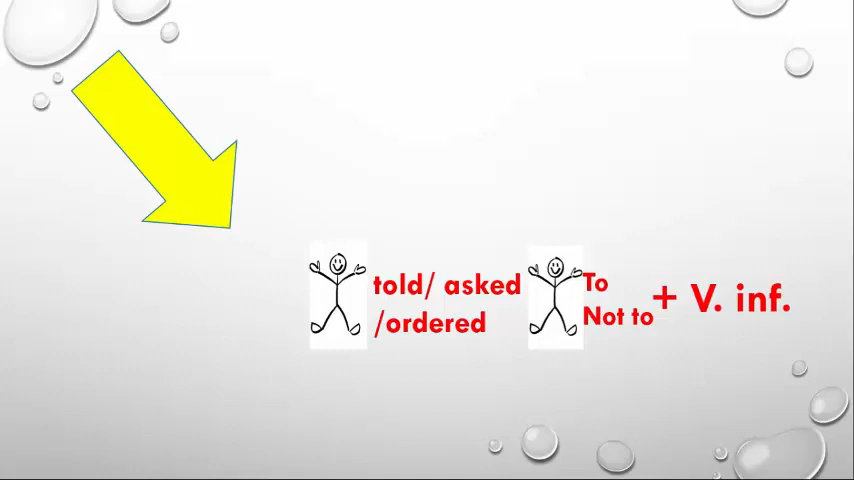 told/ asked
/ordered
To
Not to
+ V. inf.